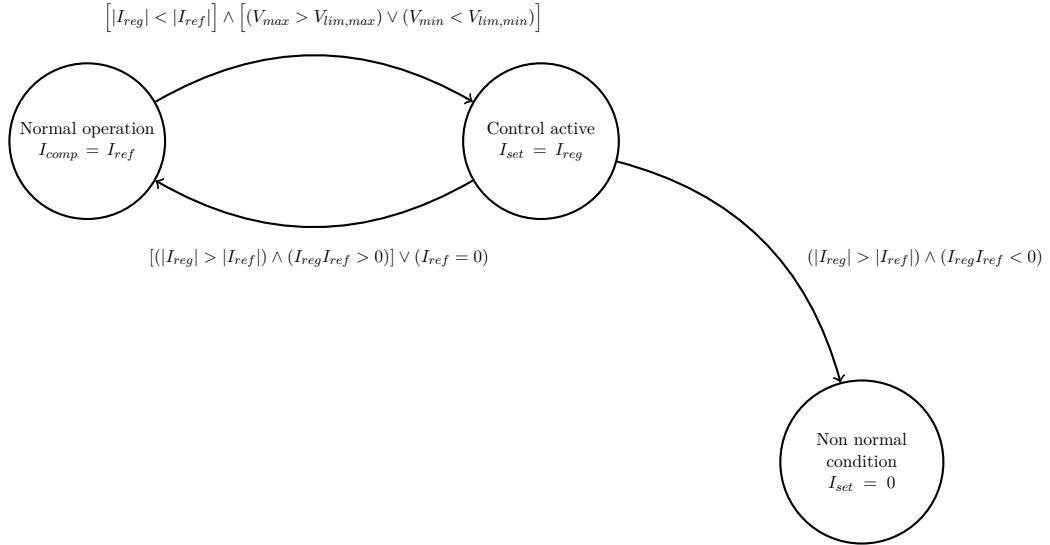 [|I_{reg}| < |I_{ref}|] ∧ [(V_{max} > V_{lim,max}) ∨ (V_{min} < V_{lim,min})]
Normal operation
I_{comp} = I_{ref}
Control active
I_{set} = I_{reg}
[(|I_{reg}| > |I_{ref}|) ∧ (I_{reg}I_{ref} > 0)] ∨ (I_{ref} = 0)
(|I_{reg}| > |I_{ref}|) ∧ (I_{reg}I_{ref} < 0)
Non normal
condition
I_{set} = 0